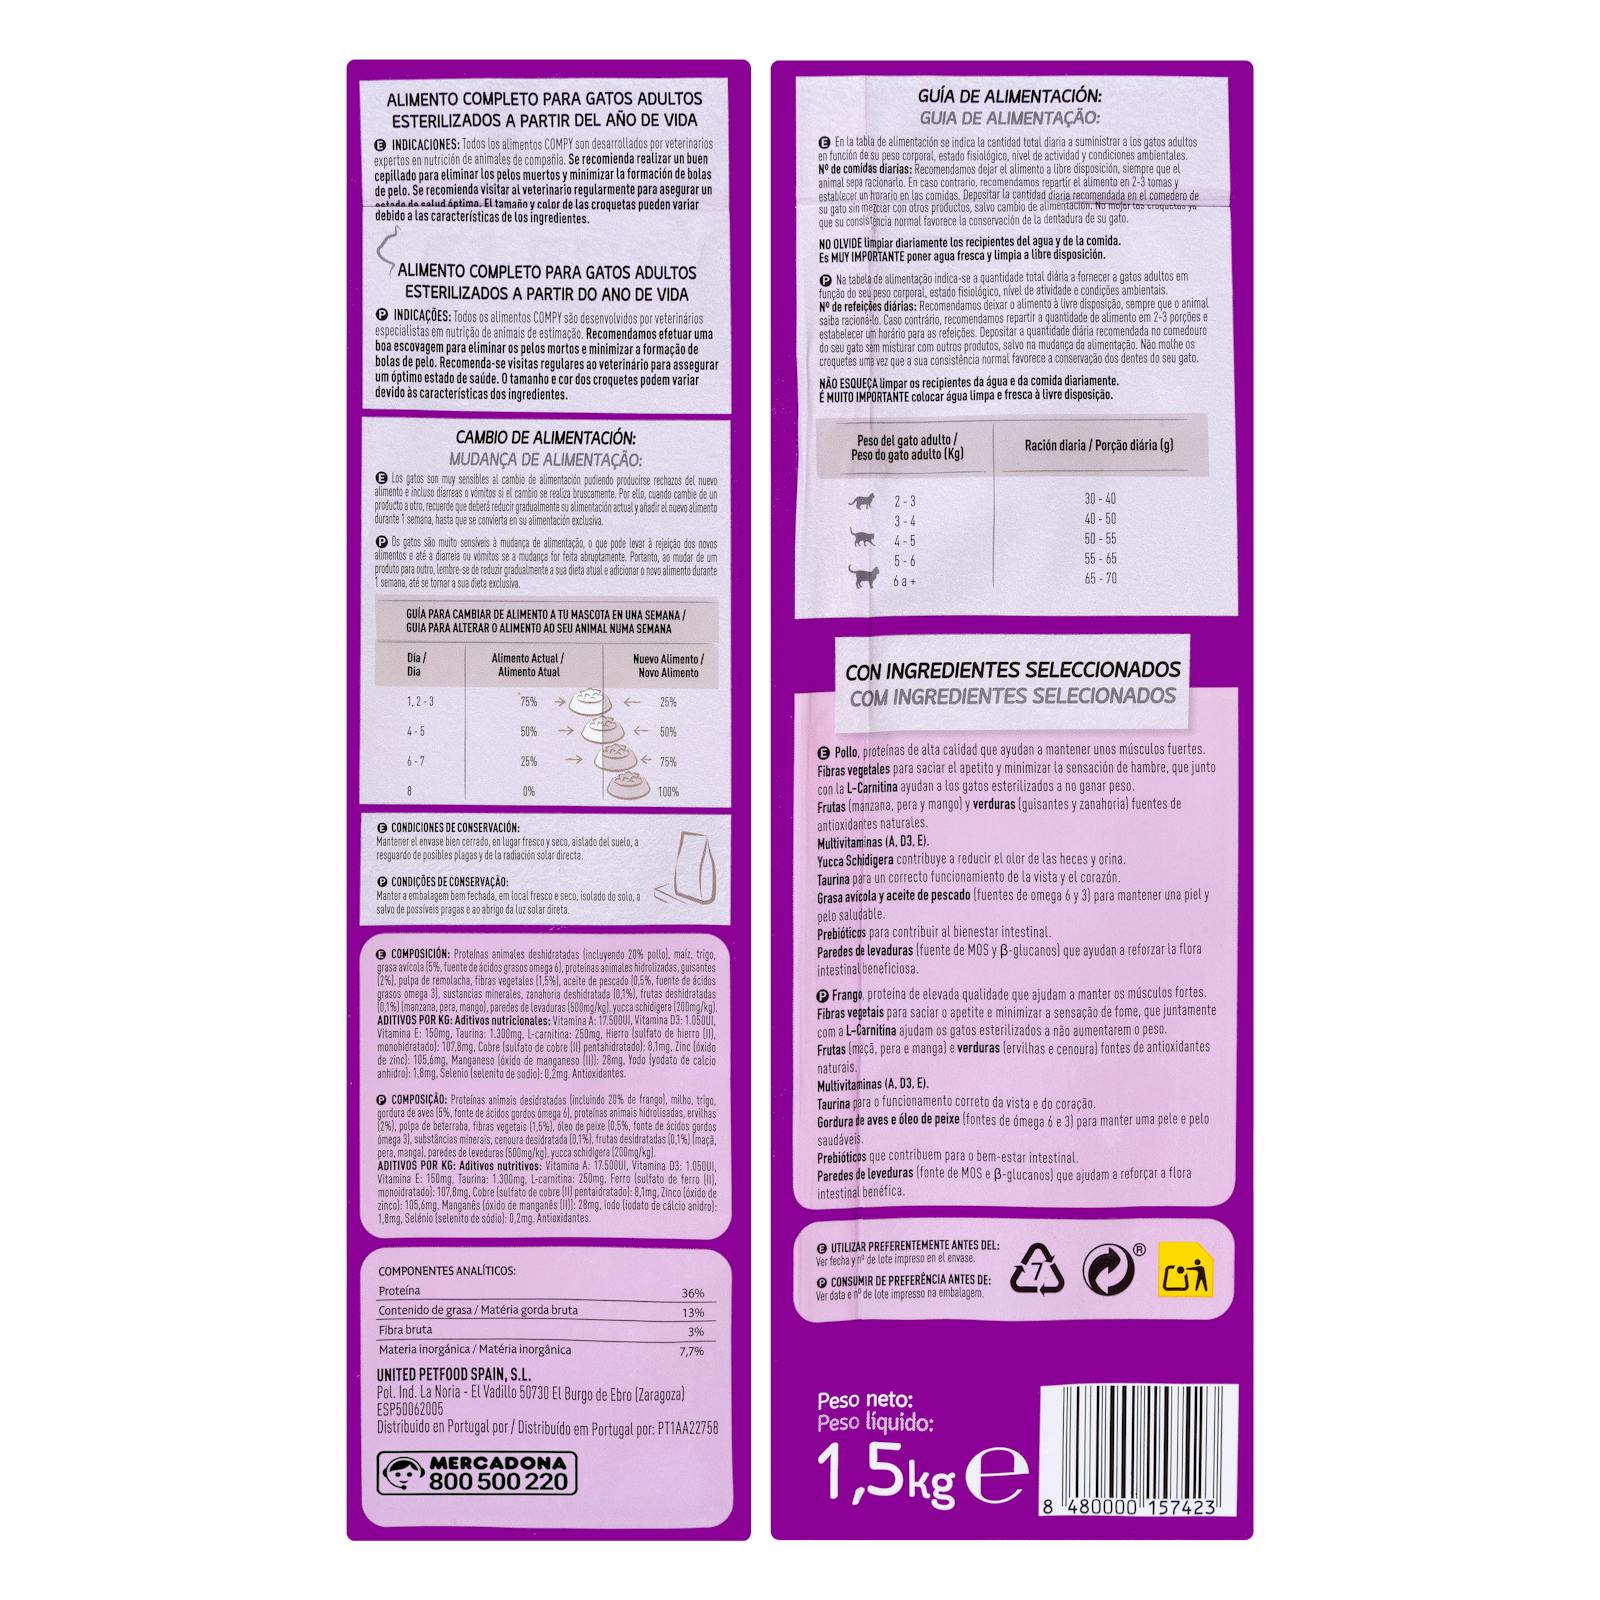 ALIMENTO COMPLETO PARA GATOS ADULTOS
ESTERILIZADOS A PARTIR DEL AÑO DE VIDA
E INDICACIONES: Todos los alimentos COMPY son desarrollados por veterinarios
expertos en nutrición de animales de compañía. Se recomienda realizar un buen
cepillado para eliminar los pelos muertos y minimizar la formación de bolas
de pelo. Se recomienda visitar al veterinario regularmente para asegurar un
estado de salud óptimo. El tamaño y color de las croquetas pueden variar
debido a las características de los ingredientes.
ALIMENTO COMPLETO PARA GATOS ADULTOS
ESTERILIZADOS A PARTIR DO ANO DE VIDA
P INDICAÇÕES: Todos os alimentos COMPY são desenvolvidos por veterinários
especialistas em nutrição de animais de estimação. Recomendamos efetuar uma
boa escovagem para eliminar os pelos mortos e minimizar a formação de
bolas de pelo. Recomenda-se visitas regulares ao veterinário para assegurar
um óptimo estado de saúde. O tamanho e cor dos croquetes podem variar
devido às características dos ingredientes.
CAMBIO DE ALIMENTACIÓN:
MUDANÇA DE ALIMENTAÇÃO:
E Los gatos son muy sensibles al cambio de alimentación pudiendo producirse rechazos del nuevo
alimento e incluso diarreas o vómitos si el cambio se realiza bruscamente. Por ello, cuando cambie de un
producto a otro, recuerde que deberá reducir gradualmente su alimentación actual y añadir el nuevo alimento
durante 1 semana, hasta que se convierta en su alimentación exclusiva.
P Os gatos são muito sensíveis à mudança de alimentação, o que pode levar à rejeição dos novos
alimentos e até a diarreia ou vómitos se a mudança for feita abruptamente. Portanto, ao mudar de um
produto para outro, lembre-se de reduzir gradualmente a sua dieta atual e adicionar o novo alimento durante
1 semana, até se tornar a sua dieta exclusiva.
GUÍA PARA CAMBIAR DE ALIMENTO A TU MASCOTA EN UNA SEMANA /
GUIA PARA ALTERAR O ALIMENTO AO SEU ANIMAL NUMA SEMANA
Día / Alimento Actual / Nuevo Alimento /
Dia Alimento Atual Novo Alimento
1, 2 - 3 75% 25%
4 - 5 50% 50%
6 - 7 25% 75%
8 0% 100%
E CONDICIONES DE CONSERVACIÓN:
Mantener el envase bien cerrado, en lugar fresco y seco, aislado del suelo, a
resguardo de posibles plagas y de la radiación solar directa.
P CONDIÇÕES DE CONSERVAÇÃO:
Manter a embalagem bem fechada, em local fresco e seco, isolado do solo, a
salvo de possíveis pragas e ao abrigo da luz solar direta.
E COMPOSICIÓN: Proteínas animales deshidratadas (incluyendo 20% pollo), maíz, trigo,
grasa avícola (5%, fuente de ácidos grasos omega 6), proteínas animales hidrolizadas, guisantes
(2%), pulpa de remolacha, fibras vegetales (1,5%), aceite de pescado (0,5%, fuente de ácidos
grasos omega 3), sustancias minerales, zanahoria deshidratada (0,1%), frutas deshidratadas
(0,1%) (manzana, pera, mango), paredes de levaduras (500mg/kg), yucca schidigera (200mg/kg).
ADITIVOS POR KG: Aditivos nutricionales: Vitamina A: 17.500UI, Vitamina D3: 1.050UI,
Vitamina E: 150mg, Taurina: 1.300mg, L-carnitina: 250mg, Hierro (sulfato de hierro (II),
monohidratado): 107,8mg, Cobre (sulfato de cobre (II) pentahidratado): 8,1mg, Zinc (óxido
de zinc): 105,6mg, Manganeso (óxido de manganeso (II)): 28mg, Yodo (yodato de calcio
anhidro): 1,8mg, Selenio (selenito de sodio): 0,2mg. Antioxidantes.
P COMPOSIÇÃO: Proteínas animais desidratadas (incluindo 20% de frango), milho, trigo,
gordura de aves (5%, fonte de ácidos gordos ómega 6), proteínas animais hidrolisadas, ervilhas
(2%), polpa de beterraba, fibras vegetais (1,5%), óleo de peixe (0,5%, fonte de ácidos gordos
ómega 3), substâncias minerais, cenoura desidratada (0,1%), frutas desidratadas (0,1%) (maçã,
pera, manga), paredes de leveduras (500mg/kg), yucca schidigera (200mg/kg).
ADITIVOS POR KG: Aditivos nutritivos: Vitamina A: 17.500UI, Vitamina D3: 1.050UI,
Vitamina E: 150mg, Taurina: 1.300mg, L-carnitina: 250mg, Ferro (sulfato de ferro (II),
monoidratado): 107,8mg, Cobre (sulfato de cobre (II) pentaidratado): 8,1mg, Zinco (óxido de
zinco): 105,6mg, Manganês (óxido de manganês (II)): 28mg, Iodo (iodato de cálcio anidro):
1,8mg, Selénio (selenito de sódio): 0,2mg. Antioxidantes.
COMPONENTES ANALÍTICOS:
Proteína 36%
Contenido de grasa / Matéria gorda bruta 13%
Fibra bruta 3%
Materia inorgánica / Matéria inorgânica 7,7%
UNITED PETFOOD SPAIN, S.L.
Pol. Ind. La Noria - El Vadillo 50730 El Burgo de Ebro (Zaragoza)
ESP50062005
Distribuido en Portugal por / Distribuído em Portugal por: PT1AA22758
MERCADONA
800 500 220
GUÍA DE ALIMENTACIÓN:
GUIA DE ALIMENTAÇÃO:
E En la tabla de alimentación se indica la cantidad total diaria a suministrar a los gatos adultos
en función de su peso corporal, estado fisiológico, nivel de actividad y condiciones ambientales.
Nº de comidas diarias: Recomendamos dejar el alimento a libre disposición, siempre que el
animal sepa racionarlo. En caso contrario, recomendamos repartir el alimento en 2-3 tomas y
establecer un horario en las comidas. Depositar la cantidad diaria recomendada en el comedero de
su gato sin mezclar con otros productos, salvo cambio de alimentación. No mojar las croquetas ya
que su consistencia normal favorece la conservación de la dentadura de su gato.
NO OLVIDE limpiar diariamente los recipientes del agua y de la comida.
Es MUY IMPORTANTE poner agua fresca y limpia a libre disposición.
P Na tabela de alimentação indica-se a quantidade total diária a fornecer a gatos adultos em
função do seu peso corporal, estado fisiológico, nível de atividade e condições ambientais.
Nº de refeições diárias: Recomendamos deixar o alimento à livre disposição, sempre que o animal
saiba racioná-lo. Caso contrário, recomendamos repartir a quantidade de alimento em 2-3 porções e
estabelecer um horário para as refeições. Depositar a quantidade diária recomendada no comedouro
do seu gato sem misturar com outros produtos, salvo na mudança da alimentação. Não molhe os
croquetes uma vez que a sua consistência normal favorece a conservação dos dentes do seu gato.
NÃO ESQUEÇA limpar os recipientes da água e da comida diariamente.
É MUITO IMPORTANTE colocar água limpa e fresca à livre disposição.
Peso del gato adulto / Ración diaria / Porção diária (g)
Peso do gato adulto (Kg)
2 - 3 30 - 40
3 - 4 40 - 50
4 - 5 50 - 55
5 - 6 55 - 65
6 a + 65 - 70
CON INGREDIENTES SELECCIONADOS
COM INGREDIENTES SELECIONADOS
E Pollo, proteínas de alta calidad que ayudan a mantener unos músculos fuertes.
Fibras vegetales para saciar el apetito y minimizar la sensación de hambre, que junto
con la L-Carnitina ayudan a los gatos esterilizados a no ganar peso.
Frutas (manzana, pera y mango) y verduras (guisantes y zanahoria) fuentes de
antioxidantes naturales.
Multivitaminas (A, D3, E).
Yucca Schidigera contribuye a reducir el olor de las heces y orina.
Taurina para un correcto funcionamiento de la vista y el corazón.
Grasa avícola y aceite de pescado (fuentes de omega 6 y 3) para mantener una piel y
pelo saludable.
Prebióticos para contribuir al bienestar intestinal.
Paredes de levaduras (fuente de MOS y β-glucanos) que ayudan a reforzar la flora
intestinal beneficiosa.
P Frango, proteína de elevada qualidade que ajudam a manter os músculos fortes.
Fibras vegetais para saciar o apetite e minimizar a sensação de fome, que juntamente
com a L-Carnitina ajudam os gatos esterilizados a não aumentarem o peso.
Frutas (maçã, pera e manga) e verduras (ervilhas e cenoura) fontes de antioxidantes
naturais.
Multivitaminas (A, D3, E).
Taurina para o funcionamento correto da vista e do coração.
Gordura de aves e óleo de peixe (fontes de ómega 6 e 3) para manter uma pele e pelo
saudáveis.
Prebióticos que contribuem para o bem-estar intestinal.
Paredes de leveduras (fonte de MOS e β-glucanos) que ajudam a reforçar a flora
intestinal benéfica.
E UTILIZAR PREFERENTEMENTE ANTES DEL:
Ver fecha y nº de lote impreso en el envase.
P CONSUMIR DE PREFERÊNCIA ANTES DE:
Ver data e nº de lote impresso na embalagem.
7
®
Peso neto:
Peso líquido:
1,5kg e
8 480000 157423